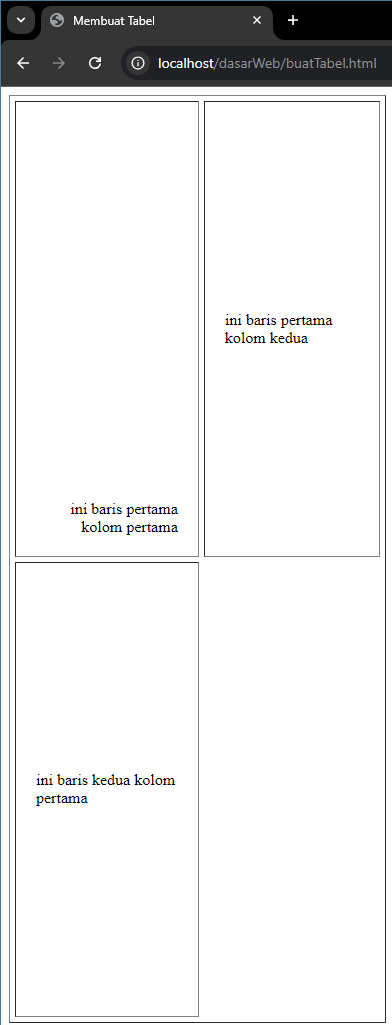 Membuat Tabel
localhost/dasarWeb/buatTabel.html
ini baris pertama
kolom pertama
ini baris pertama
kolom kedua
ini baris kedua kolom
pertama